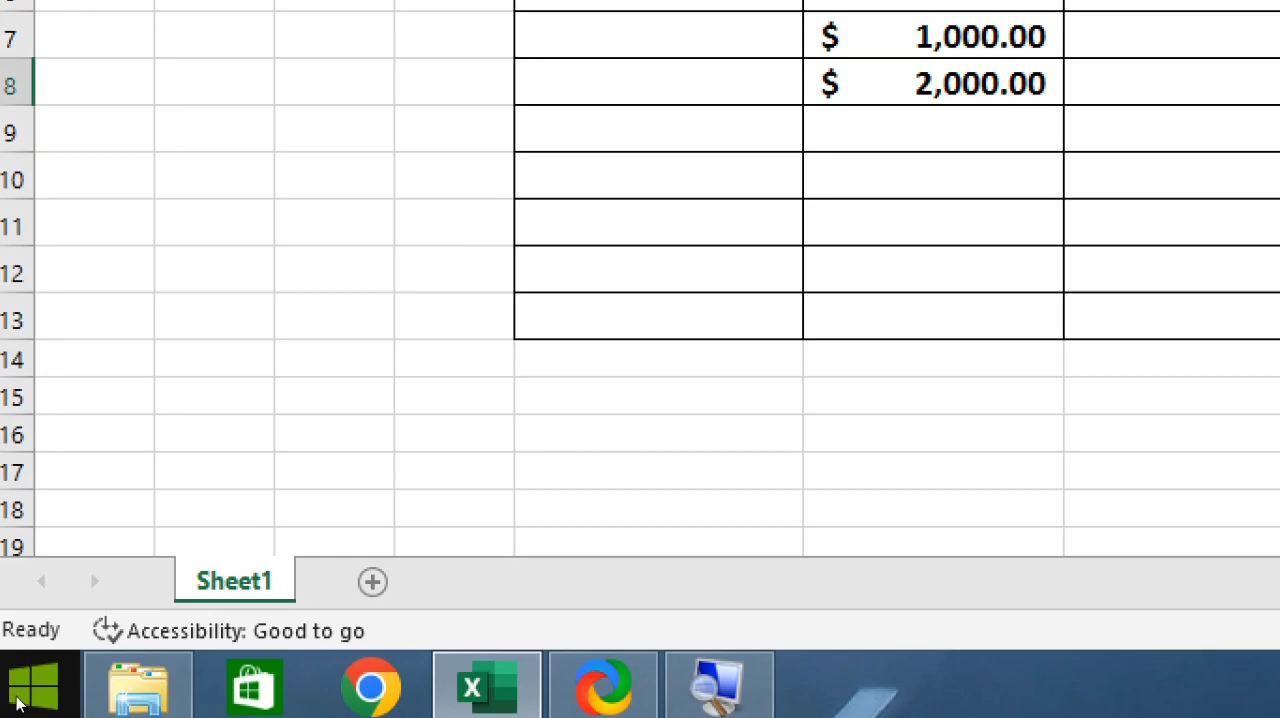 7 $ 1,000.00
8 $ 2,000.00
9
10
11
12
13
14
15
16
17
18
19
Sheet1
Ready Accessibility: Good to go
X